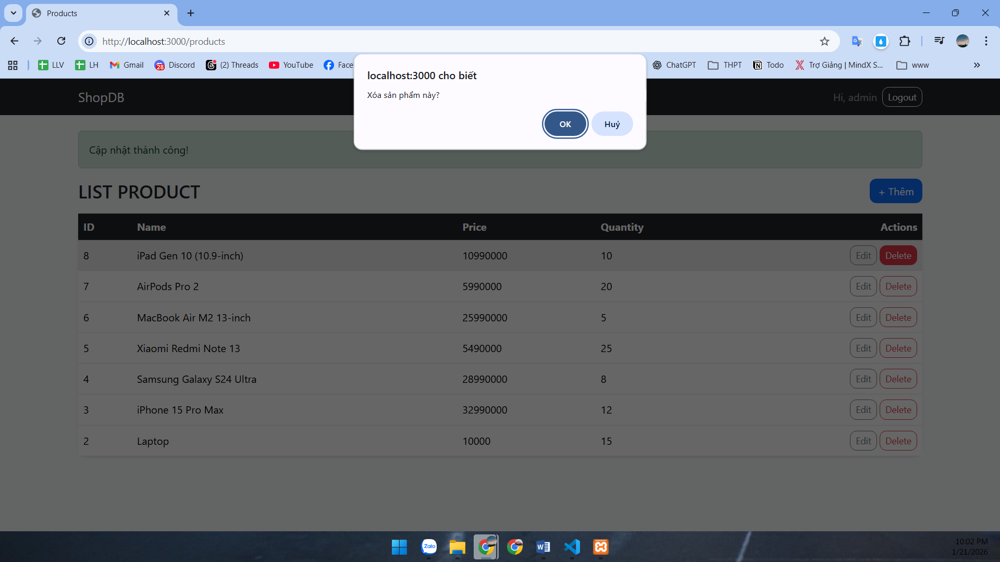 Products
http://localhost:3000/products
LLV
LH
Gmail
28
Discord
(2) Threads
YouTube
Face
ChatGPT
THPT
Todo
Trợ Giảng | MindX S...
www
localhost:3000 cho biết
Xóa sản phẩm này?
OK
Huỷ
ShopDB
Hi, admin
Logout
Cập nhật thành công!
LIST PRODUCT
+ Thêm
ID Name Price Quantity Actions
8 iPad Gen 10 (10.9-inch) 10990000 10 Edit Delete
7 AirPods Pro 2 5990000 20 Edit Delete
6 MacBook Air M2 13-inch 25990000 5 Edit Delete
5 Xiaomi Redmi Note 13 5490000 25 Edit Delete
4 Samsung Galaxy S24 Ultra 28990000 8 Edit Delete
3 iPhone 15 Pro Max 32990000 12 Edit Delete
2 Laptop 10000 15 Edit Delete
Zalo
10:02 PM
1/21/2026